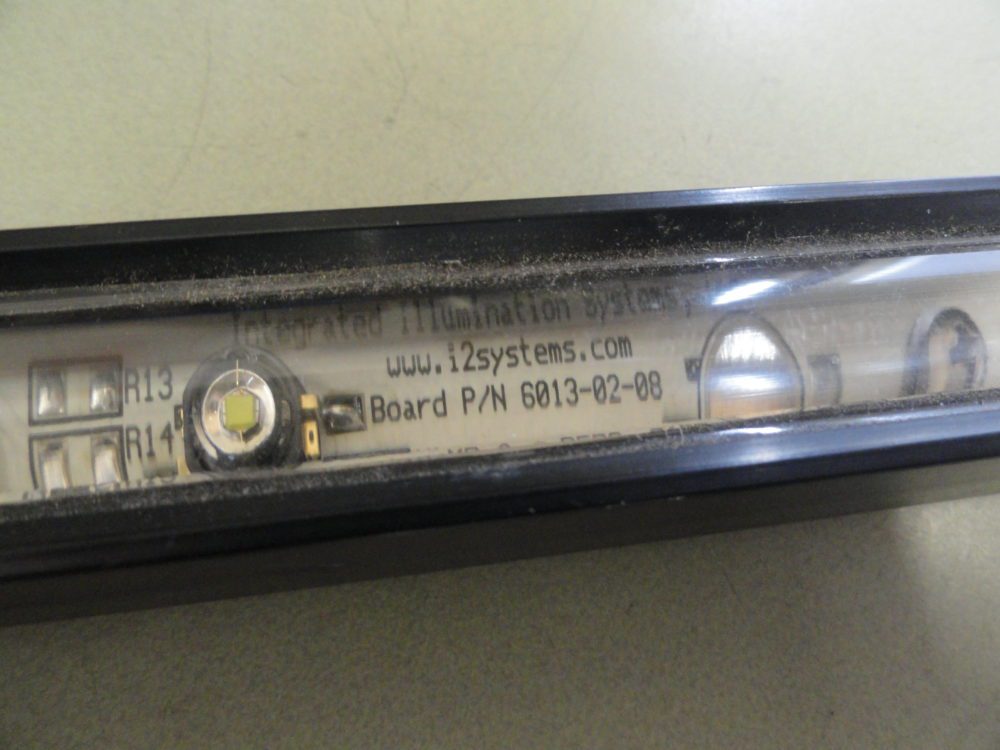 R13
R14
Integrated Illumination Systems,
www.i2systems.com
Board P/N 6013-02-08